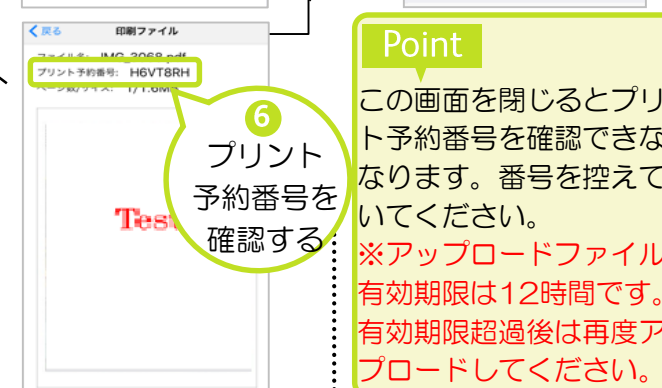 戻る
印刷ファイル
ファイル名: IMG_3068.pdf
プリント予約番号: H6VT8RH
ページ数/サイズ: 1/1.6MB
Test
6
プリント
予約番号を
確認する
Point
この画面を閉じるとプリ
ト予約番号を確認できな
なります。番号を控えて
いてください。
※アップロードファイル
有効期限は12時間です。
有効期限超過後は再度ア
プロードしてください。